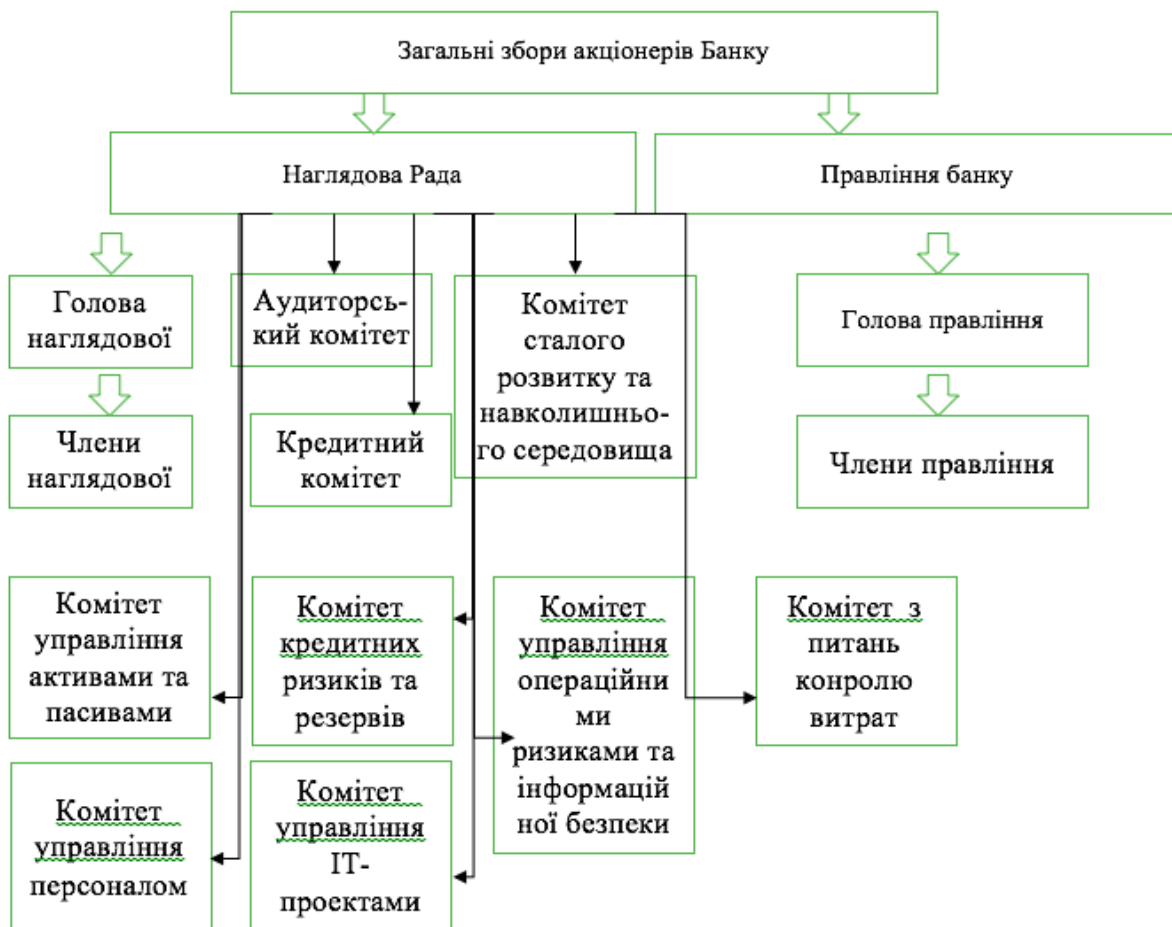 Загальні збори акціонерів Банку
Наглядова Рада
Правління банку
Голова
наглядової
Аудиторсь-
кий комітет
Комітет
сталого
розвитку та
навколишньо-
го середовища
Голова правління
Члени
наглядової
Кредитний
комітет
Члени правління
Комітет
управління
активами та
пасивами
Комітет
кредитних
ризиків та
резервів
Комітет
управління
операційни
ми
ризиками та
інформацій
ної безпеки
Комітет з
питань
конролю
витрат
Комітет
управління
персоналом
Комітет
управління
ІТ-
проектами